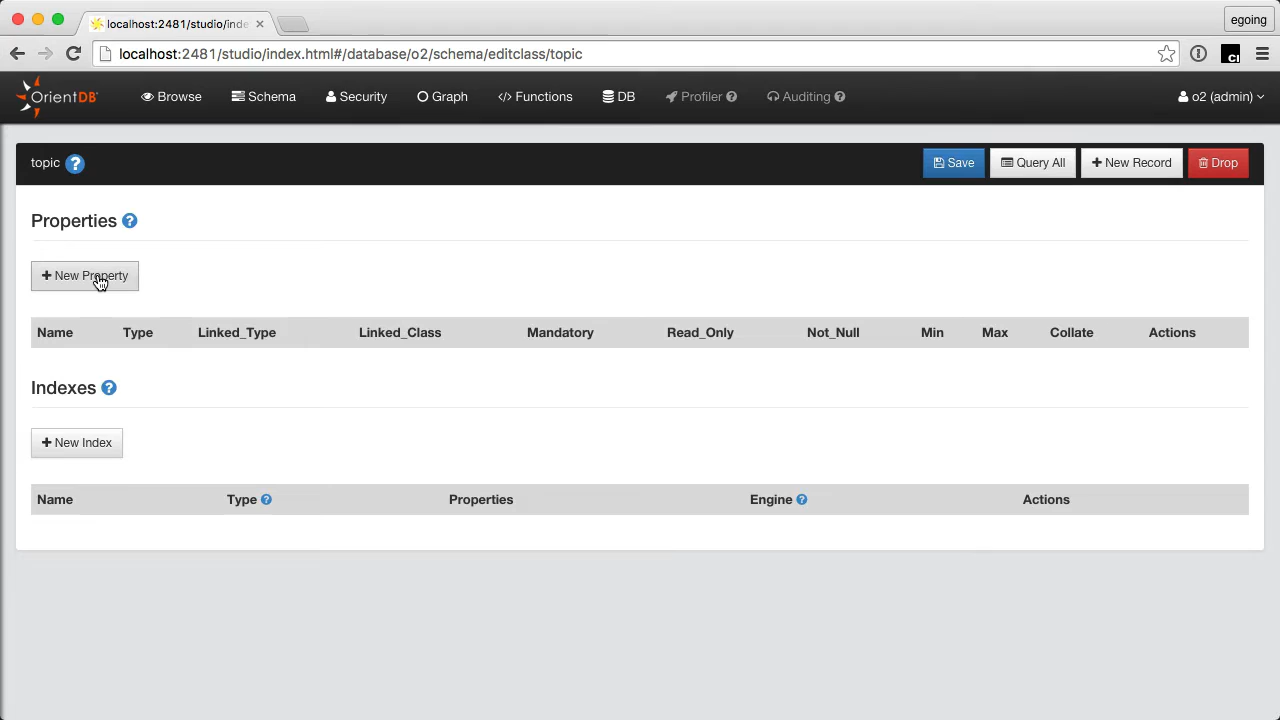 localhost:2481/studio/inde
egoing
localhost:2481/studio/index.html#/database/o2/schema/editclass/topic
OrientDB
Browse
Schema
Security
Graph
</> Functions
DB
Profiler
Auditing
o2 (admin)
topic
Save
Query All
New Record
Drop
Properties
New Property
Name Type Linked_Type Linked_Class Mandatory Read_Only Not_Null Min Max Collate Actions
Indexes
New Index
Name Type Properties Engine Actions